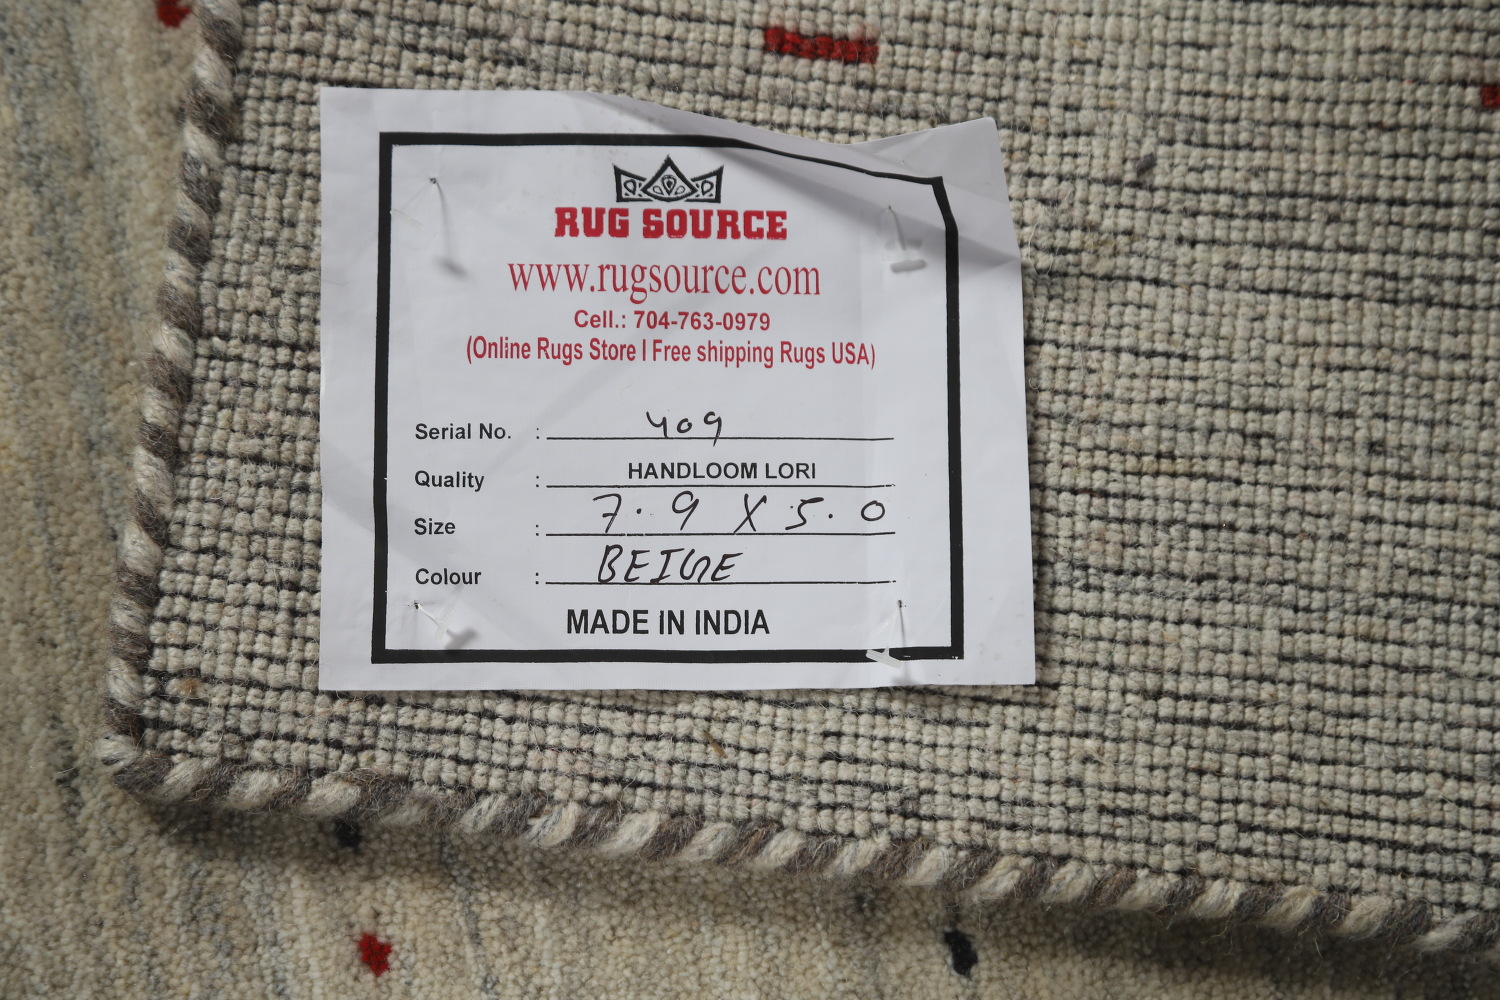 RUG SOURCE
www.rugsource.com
Cell.: 704-763-0979
(Online Rugs Store I Free shipping Rugs USA)
Serial No. : 409
Quality : HANDLOOM LORI
Size : 7.9 X 5.0
Colour : BEIGE
MADE IN INDIA